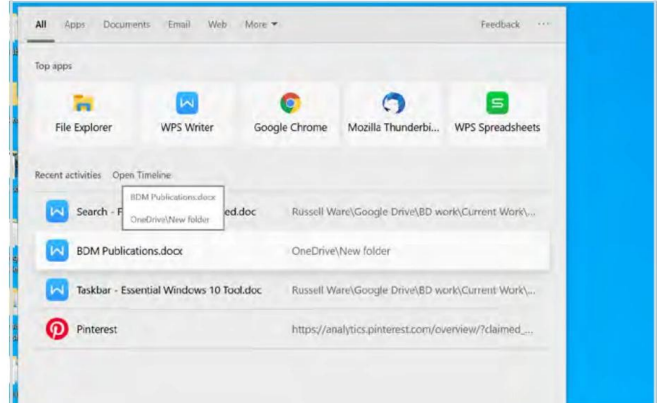 All Apps Documents Email Web More Feedback ...
Top apps
File Explorer WPS Writer Google Chrome Mozilla Thunderbi... WPS Spreadsheets
Recent activities Open Timeline
BDM Publications.docx
OneDrive\New folder
Search - F ed.doc Russell Ware\Google Drive\BD work\Current Work\...
BDM Publications.docx OneDrive\New folder
Taskbar - Essential Windows 10 Tool.doc Russell Ware\Google Drive\BD work\Current Work\...
Pinterest https://analytics.pinterest.com/overview/?claimed_...